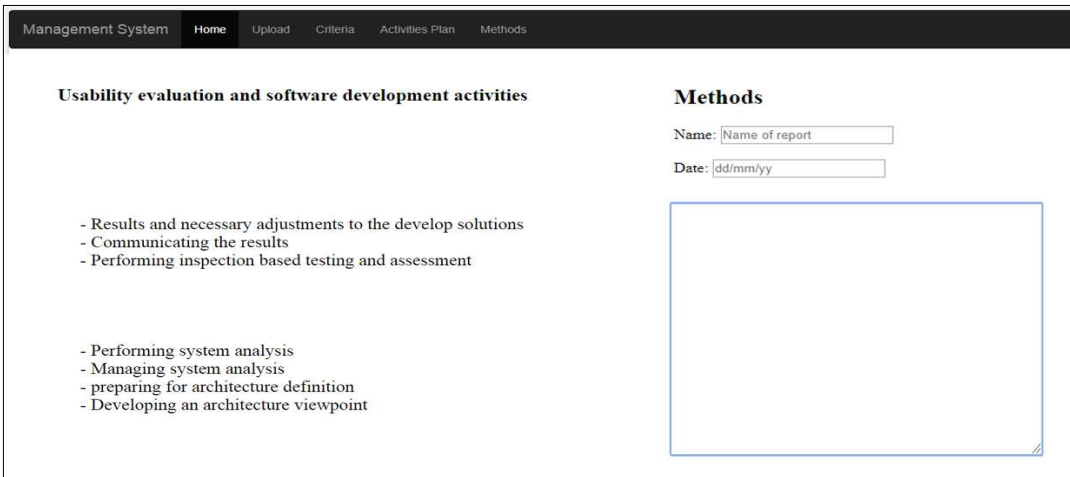 Management System Home Upload Criteria Activities Plan Methods
Usability evaluation and software development activities
- Results and necessary adjustments to the develop solutions
- Communicating the results
- Performing inspection based testing and assessment
- Performing system analysis
- Managing system analysis
- preparing for architecture definition
- Developing an architecture viewpoint
Methods
Name: Name of report
Date: dd/mm/yy